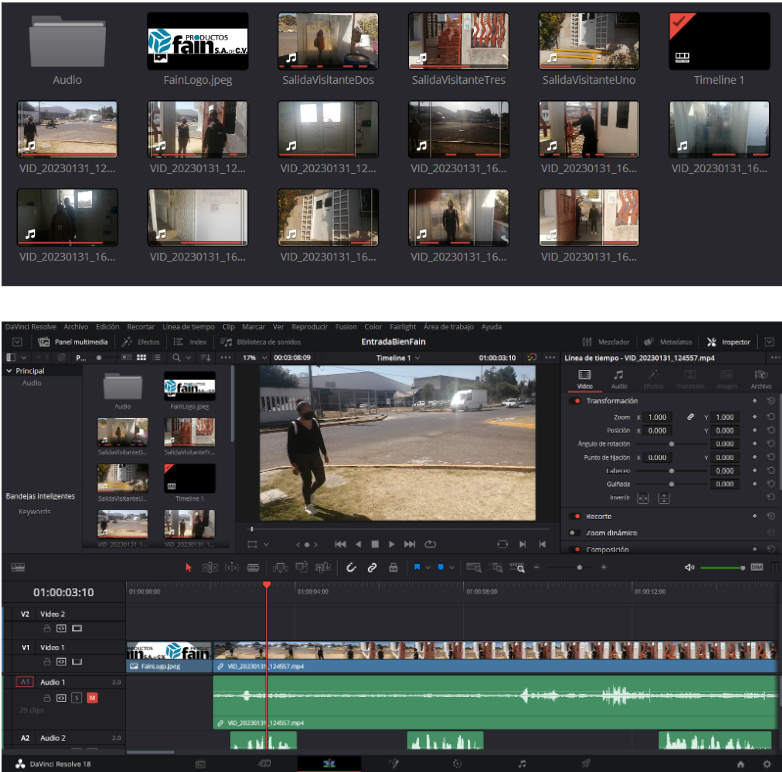 PRODUCTOS
fain S.A. DE C.V.
Audio
FainLogo.jpeg
SalidaVisitanteDos
SalidaVisitanteTres
SalidaVisitanteUno
Timeline 1
VID_20230131_12...
VID_20230131_12...
VID_20230131_12...
VID_20230131_16...
VID_20230131_16...
VID_20230131_16...
VID_20230131_16...
VID_20230131_16...
VID_20230131_16...
VID_20230131_16...
VID_20230131_16...
DaVinci Resolve Archivo Edición Recortar Línea de tiempo Clip Marcar Ver Reproducir Fusion Color Fairlight Área de trabajo Ayuda
Panel multimedia Efectos Index Biblioteca de sonidos EntradaBienFain Mezclador Metadatos Inspector
P... 17% 00:03:08:09 Timeline 1 01:00:03:10 Línea de tiempo - VID_20230131_124557.mp4
Principal
Audio
Bandejas inteligentes
Keywords
Audio
FainLogo.jpeg
SalidaVisitanteD...
SalidaVisitanteTr...
SalidaVisitanteU...
Timeline 1
VID_20230131_1...
VID_20230131_1...
Video Audio Efectos Transición Imagen Archivo
Transformación
Zoom X 1.000 Y 1.000
Posición X 0.000 Y 0.000
Ángulo de rotación 0.000
Punto de fijación X 0.000 Y 0.000
Cabeceo 0.000
Guiñada 0.000
Invertir
Recorte
Zoom dinámico
Composición
DIM
01:00:03:10
01:00:00:00
01:00:04:00
01:00:08:00
01:00:12:00
V2 Video 2
V1 Video 1
FainLogo.jpeg
VID_20230131_124557.mp4
A1 Audio 1 2.0
S M
29 clips
VID_20230131_124557.mp4
A2 Audio 2 2.0
DaVinci Resolve 18